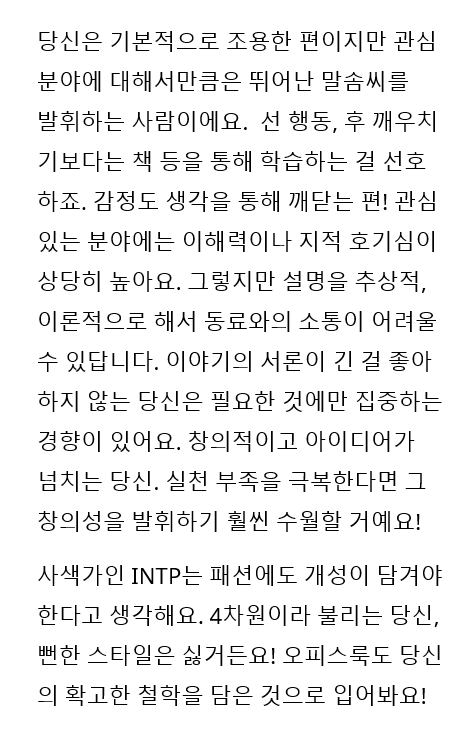 당신은 기본적으로 조용한 편이지만 관심
분야에 대해서만큼은 뛰어난 말솜씨를
발휘하는 사람이에요.  선 행동, 후 깨우치
기보다는 책 등을 통해 학습하는 걸 선호
하죠. 감정도 생각을 통해 깨닫는 편! 관심
있는 분야에는 이해력이나 지적 호기심이
상당히 높아요. 그렇지만 설명을 추상적,
이론적으로 해서 동료와의 소통이 어려울
수 있답니다. 이야기의 서론이 긴 걸 좋아
하지 않는 당신은 필요한 것에만 집중하는
경향이 있어요. 창의적이고 아이디어가
넘치는 당신. 실천 부족을 극복한다면 그
창의성을 발휘하기 훨씬 수월할 거예요!
사색가인 INTP는 패션에도 개성이 담겨야
한다고 생각해요. 4차원이라 불리는 당신,
뻔한 스타일은 싫거든요! 오피스룩도 당신
의 확고한 철학을 담은 것으로 입어봐요!